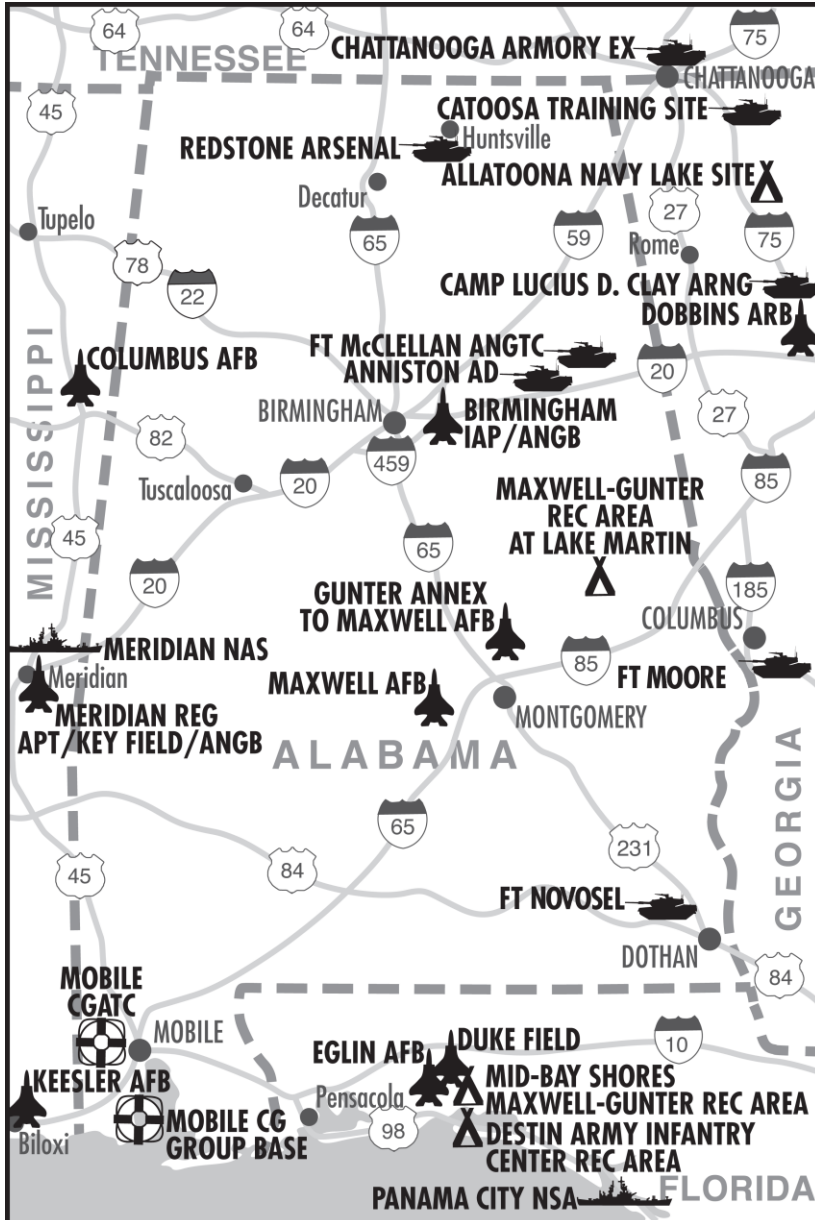 64
64
TENNESSEE
CHATTANOOGA ARMORY EX
75
CHATTANOOGA
45
CATOOSA TRAINING SITE
Huntsville
REDSTONE ARSENAL
ALLATOONA NAVY LAKE SITE
Decatur
27
Tupelo
65
59
Rome
75
78
22
CAMP LUCIUS D. CLAY ARNG
DOBBINS ARB
MISSISSIPPI
COLUMBUS AFB
FT McCLELLAN ANGTC
ANNISTON AD
20
BIRMINGHAM
BIRMINGHAM
IAP/ANGB
27
82
459
Tuscaloosa
20
85
MAXWELL-GUNTER
REC AREA
AT LAKE MARTIN
45
65
20
185
GUNTER ANNEX
TO MAXWELL AFB
COLUMBUS
MERIDIAN NAS
85
Meridian
FT MOORE
MAXWELL AFB
MERIDIAN REG
APT/KEY FIELD/ANGB
MONTGOMERY
ALABAMA
GEORGIA
65
231
84
45
FT NOVOSEL
DOTHAN
84
MOBILE
CGATC
MOBILE
10
EGLIN AFB
DUKE FIELD
KEESLER AFB
MID-BAY SHORES
MAXWELL-GUNTER REC AREA
Pensacola
98
Biloxi
MOBILE CG
GROUP BASE
DESTIN ARMY INFANTRY
CENTER REC AREA
PANAMA CITY NSA
FLORIDA